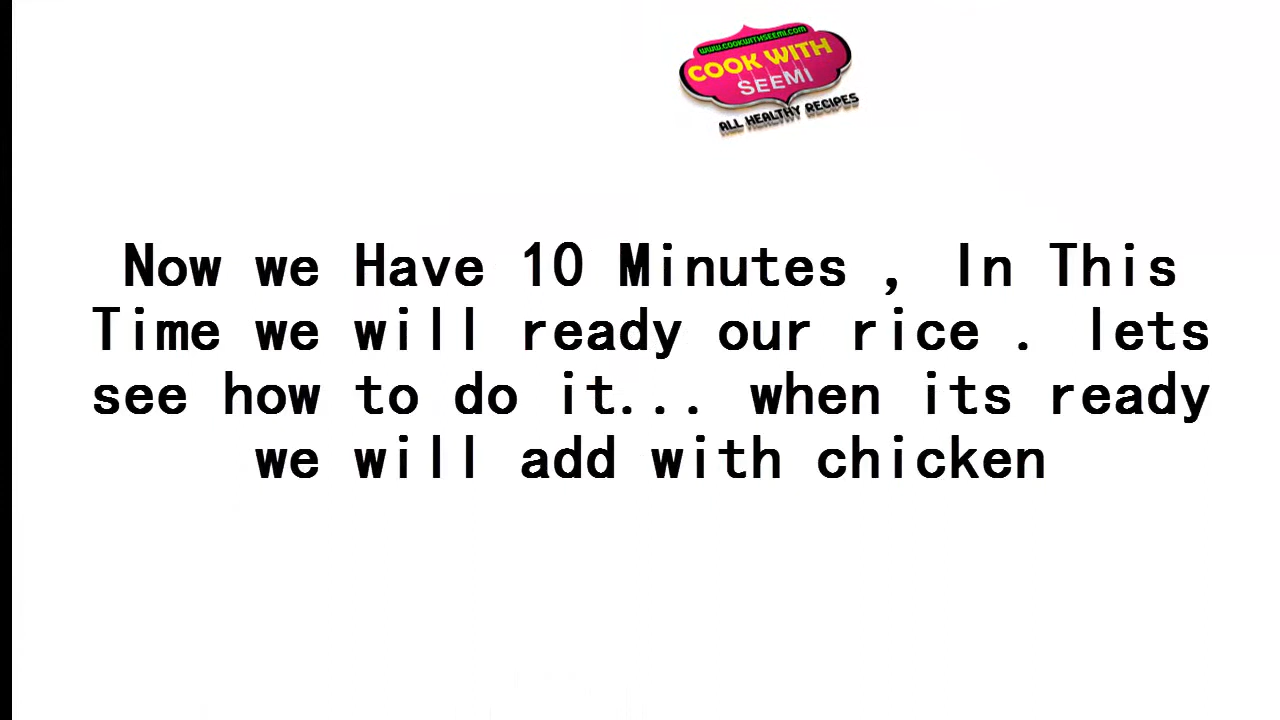 www.cookwithseemi.com
COOK WITH
SEEMI
ALL HEALTHY RECIPES
Now we Have 10 Minutes , In This
Time we will ready our rice . lets
see how to do it... when its ready
we will add with chicken